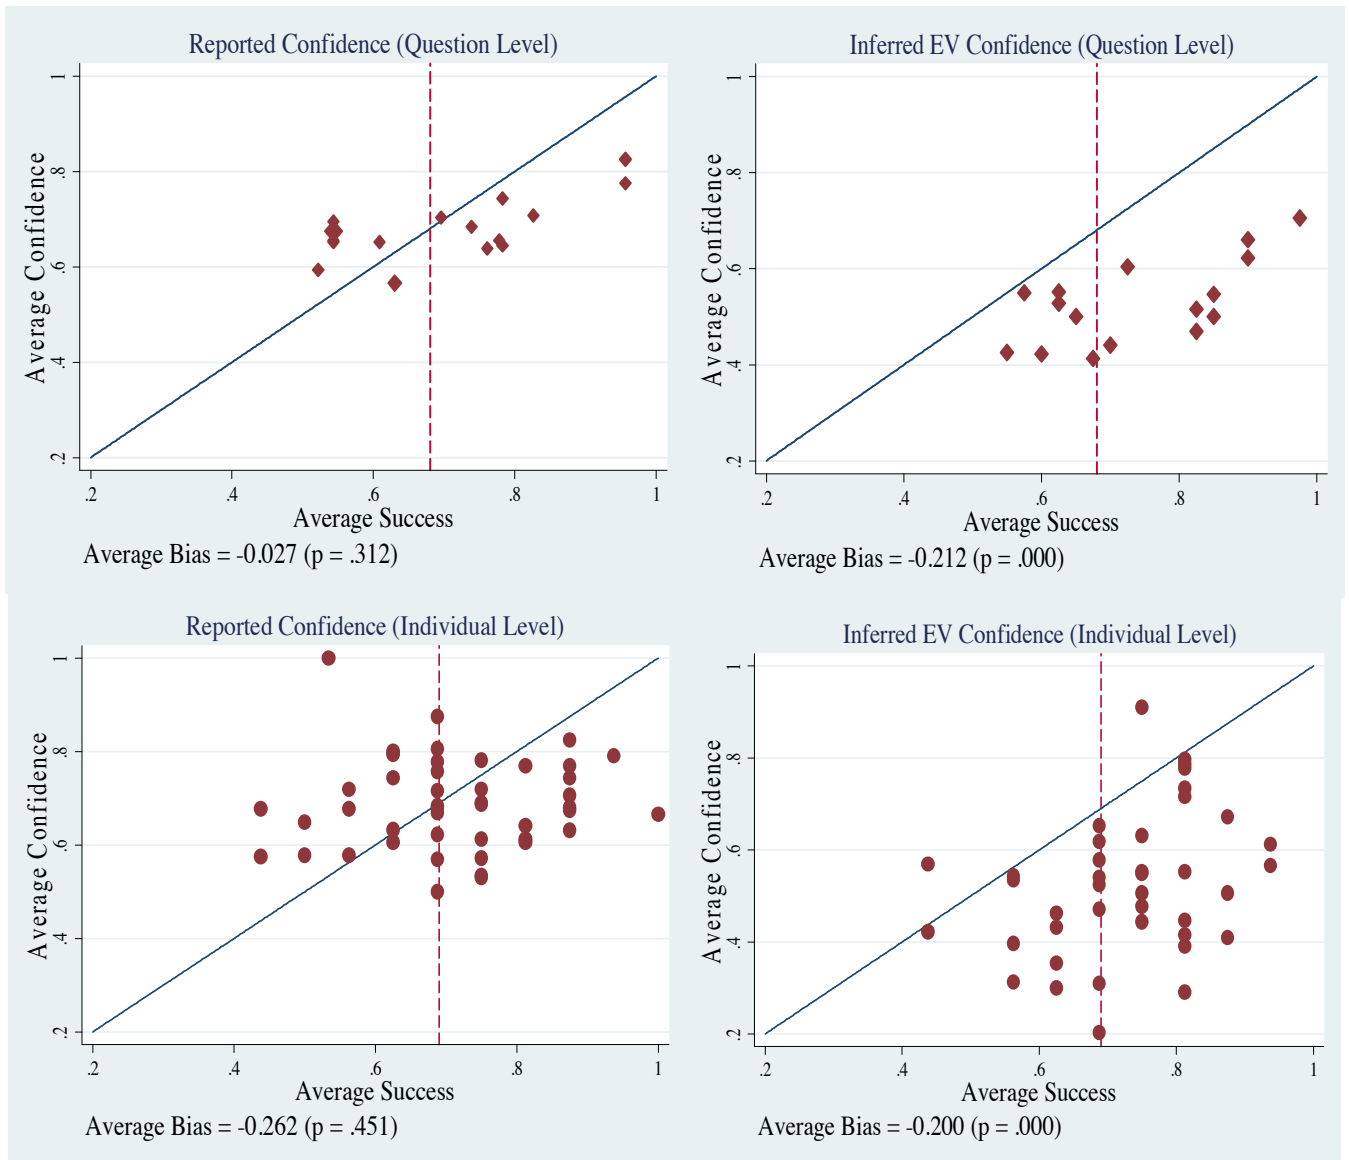 Reported Confidence (Question Level)
Average Confidence
1
.8
.6
.4
.2
.2 .4 .6 .8 1
Average Success
Average Bias = -0.027 (p = .312)
Inferred EV Confidence (Question Level)
Average Confidence
1
.8
.6
.4
.2
.2 .4 .6 .8 1
Average Success
Average Bias = -0.212 (p = .000)
Reported Confidence (Individual Level)
Average Confidence
1
.8
.6
.4
.2
.2 .4 .6 .8 1
Average Success
Average Bias = -0.262 (p = .451)
Inferred EV Confidence (Individual Level)
Average Confidence
1
.8
.6
.4
.2
.2 .4 .6 .8 1
Average Success
Average Bias = -0.200 (p = .000)